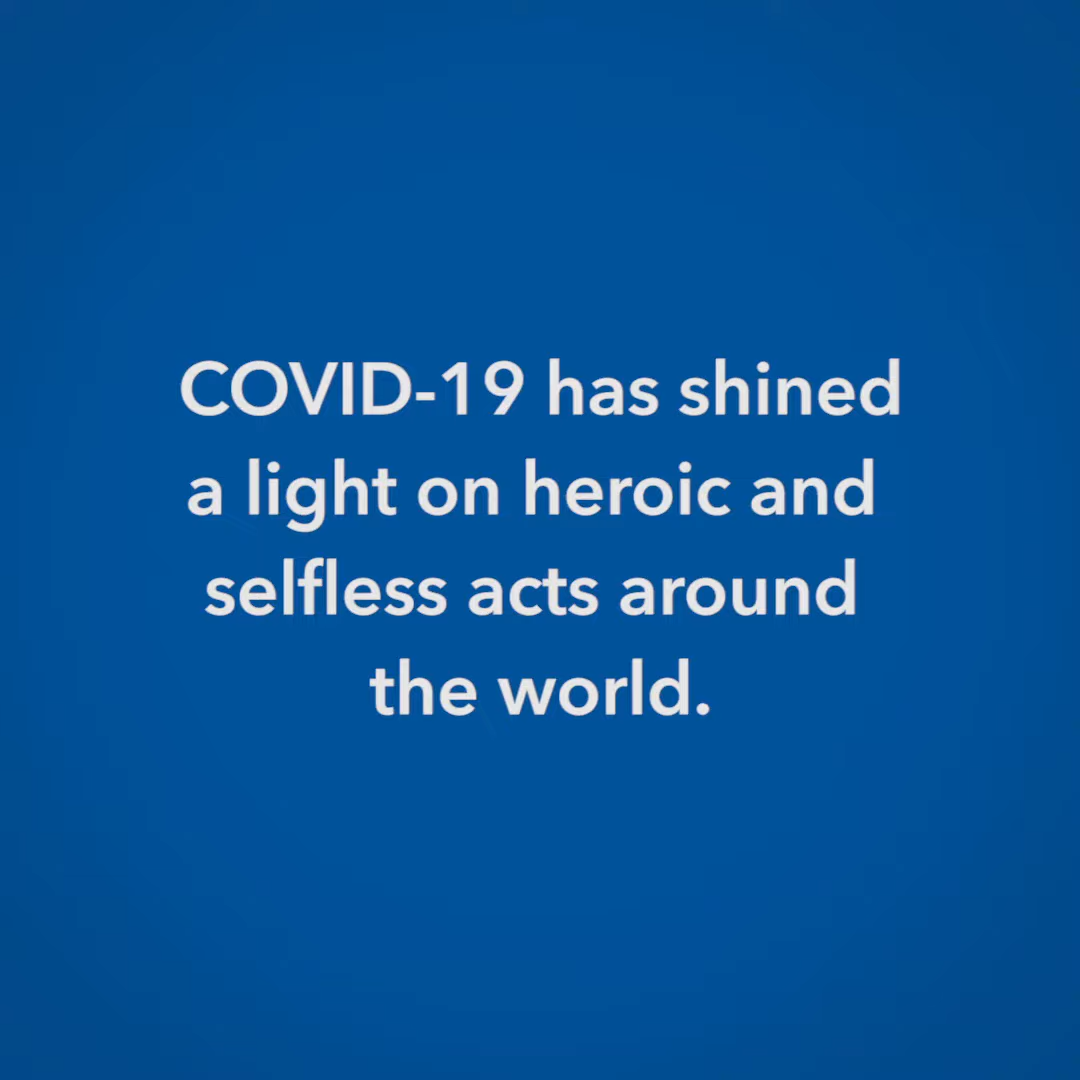 COVID-19 has shined
a light on heroic and
selfless acts around
the world.